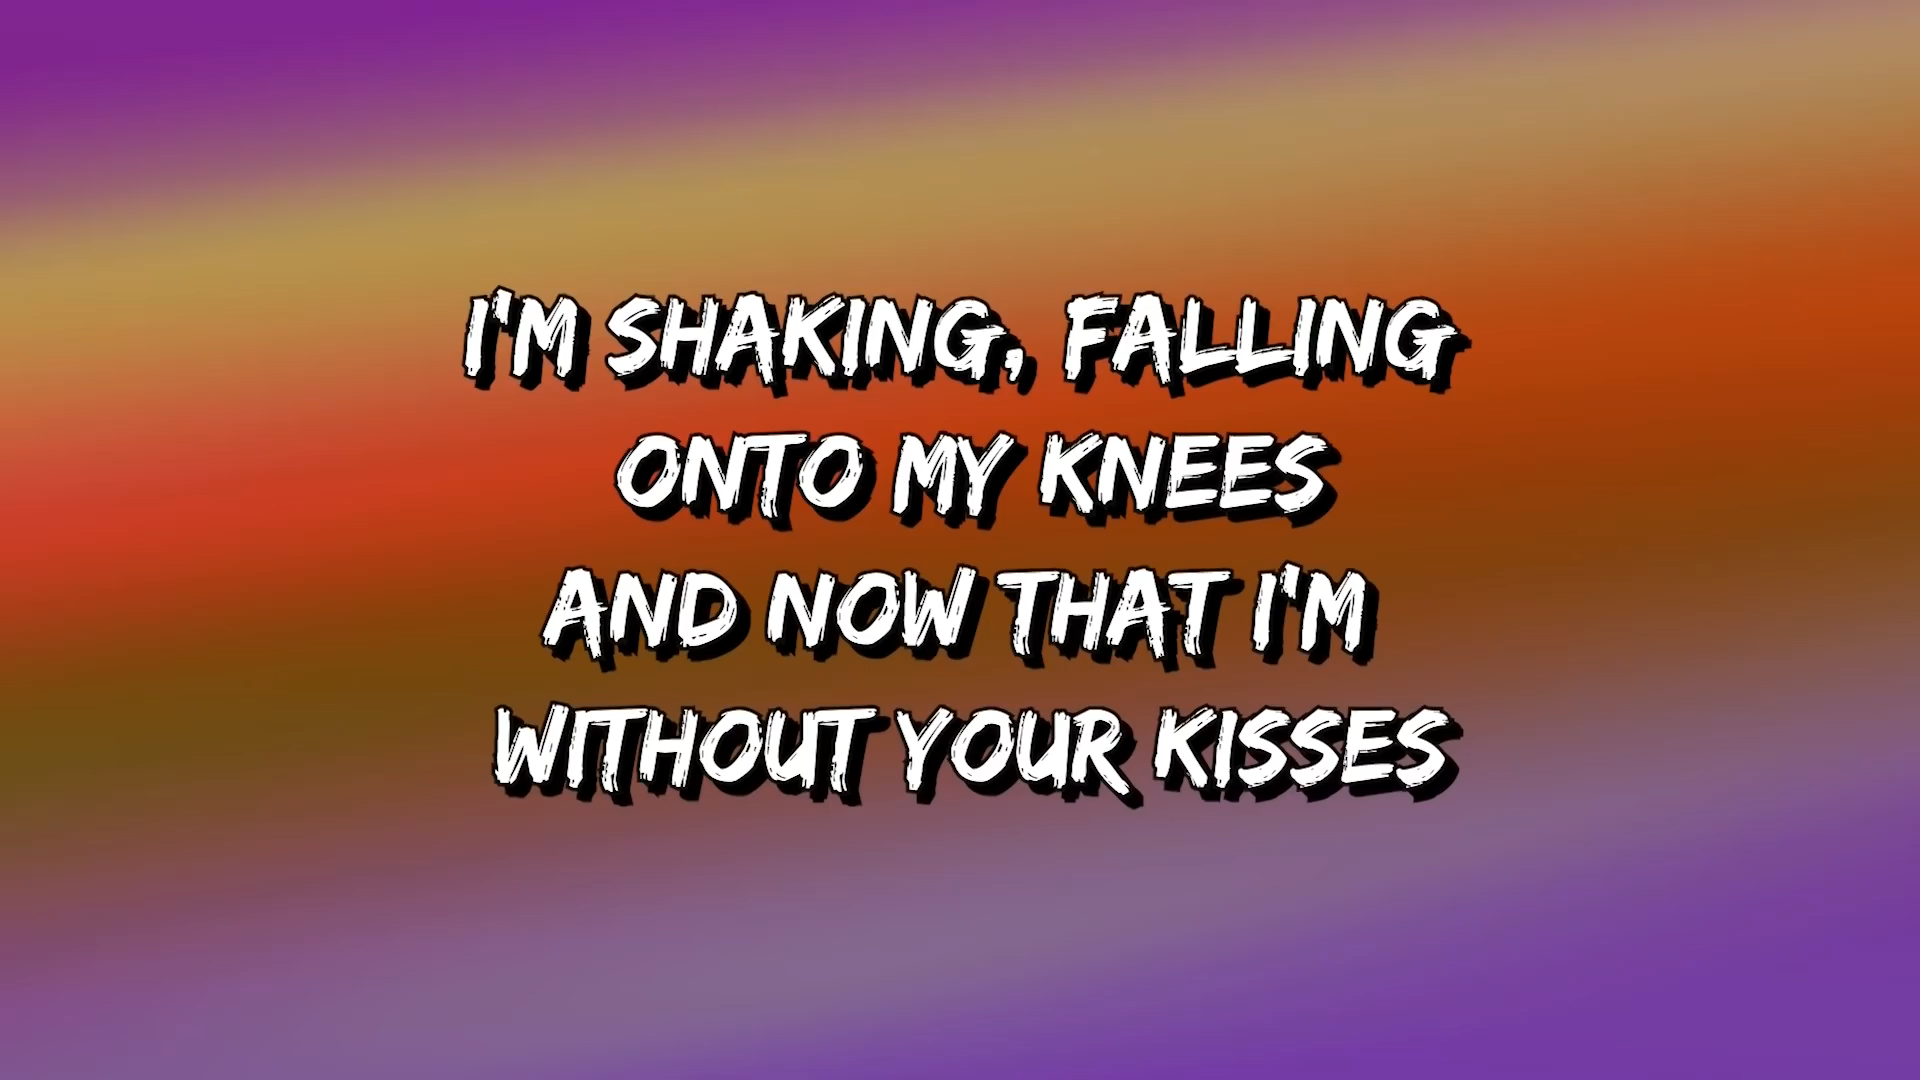 I'M SHAKING, FALLING
ONTO MY KNEES
AND NOW THAT I'M
WITHOUT YOUR KISSES